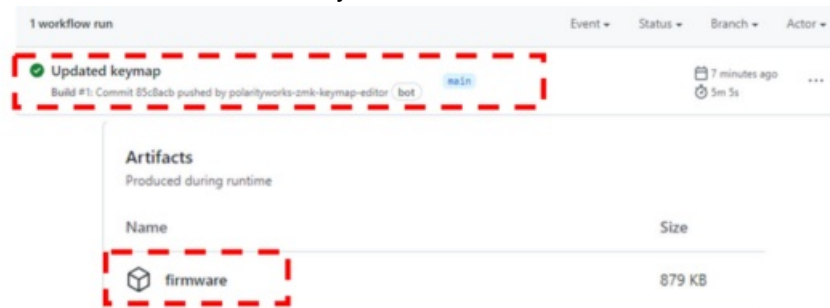 1 workflow run Event Status Branch Actor
Updated keymap
main
7 minutes ago
Build #1: Commit 85c8acb pushed by polarityworks-zmk-keymap-editor bot
5m 5s
Artifacts
Produced during runtime
Name Size
firmware 879 KB